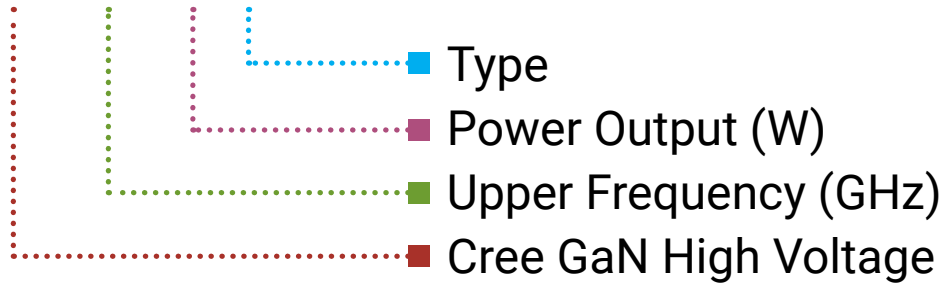 Type
Power Output (W)
Upper Frequency (GHz)
Cree GaN High Voltage